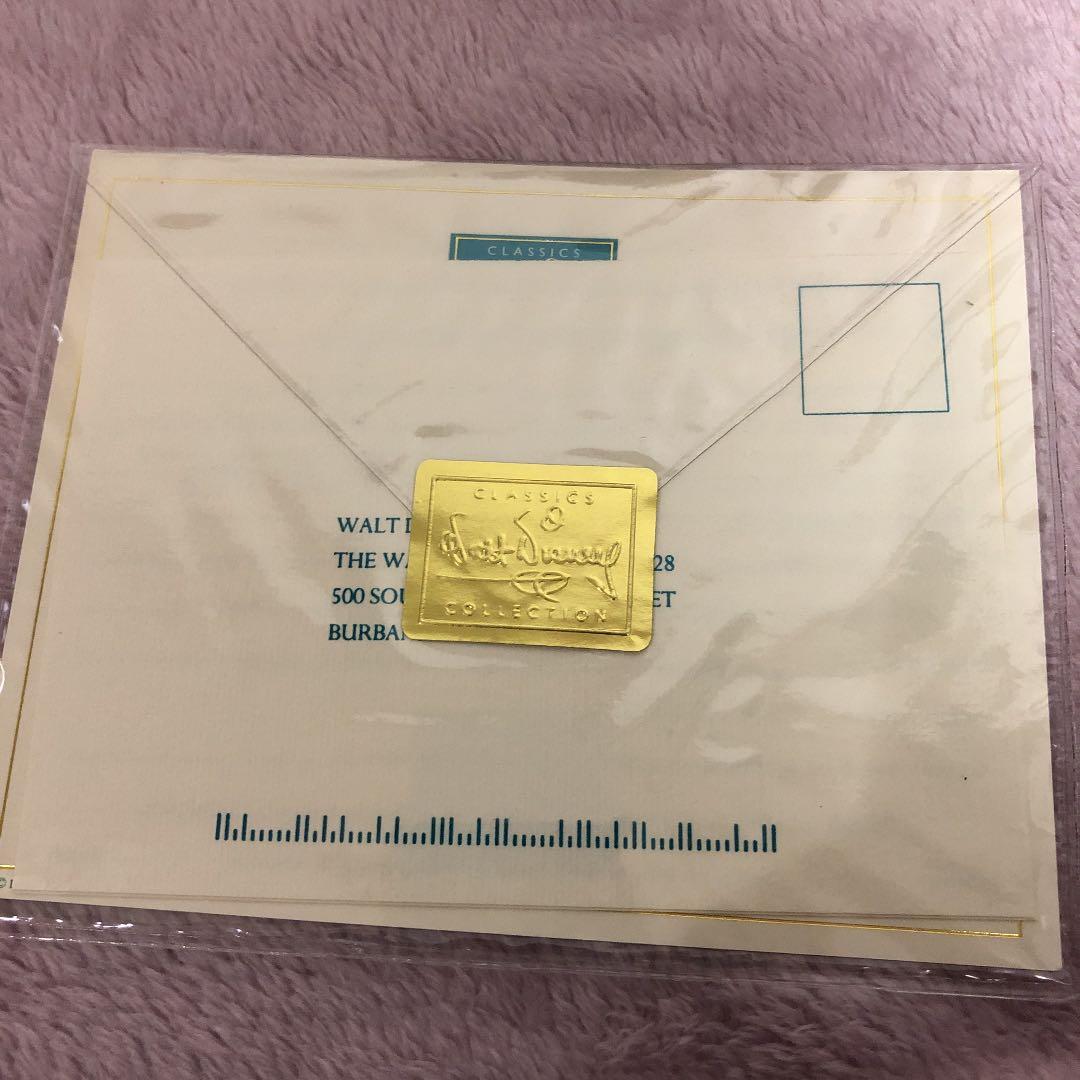 CLASSICS
WALT D
THE WA 28
500 SOU ET
BURBA
CLASSICS
Walt Disney
COLLECTION
©